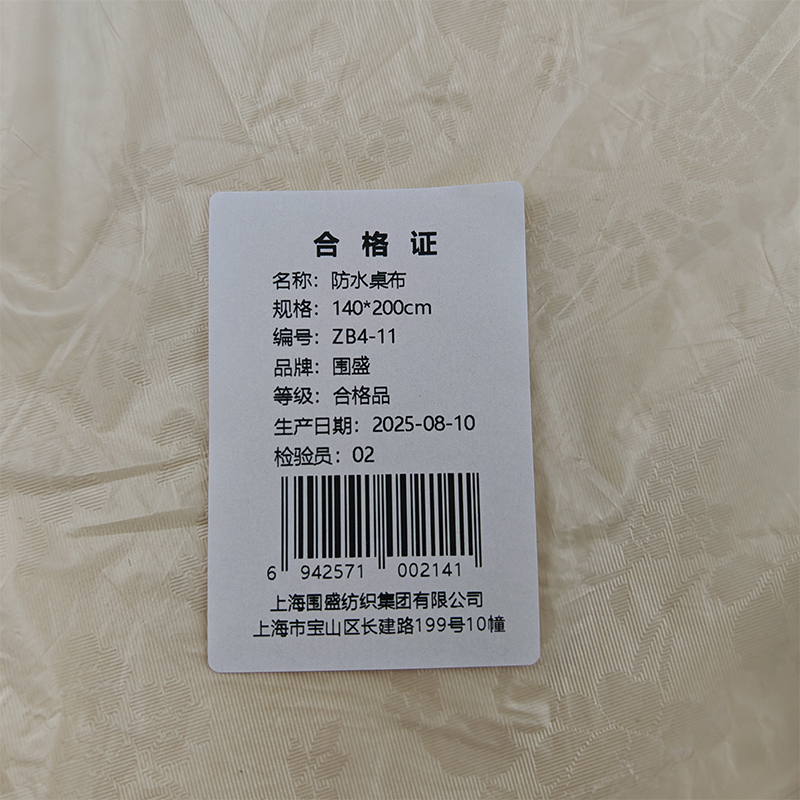 合格证
名称：防水桌布
规格：140*200cm
编号：ZB4-11
品牌：围盛
等级：合格品
生产日期：2025-08-10
检验员：02
6 942571 002141
上海围盛纺织集团有限公司
上海市宝山区长建路199号10幢